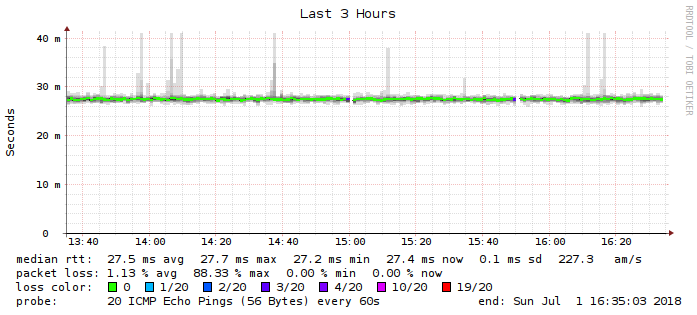 Last 3 Hours
RRDTOOL / TOBI OETIKER
Seconds
40 m
30 m
20 m
10 m
0
13:40 14:00 14:20 14:40 15:00 15:20 15:40 16:00 16:20
median rtt: 27.5 ms avg 27.7 ms max 27.2 ms min 27.4 ms now 0.1 ms sd 227.3 am/s
packet loss: 1.13 % avg 88.33 % max 0.00 % min 0.00 % now
loss color: 0 1/20 2/20 3/20 4/20 10/20 19/20
probe: 20 ICMP Echo Pings (56 Bytes) every 60s end: Sun Jul 1 16:35:03 2018